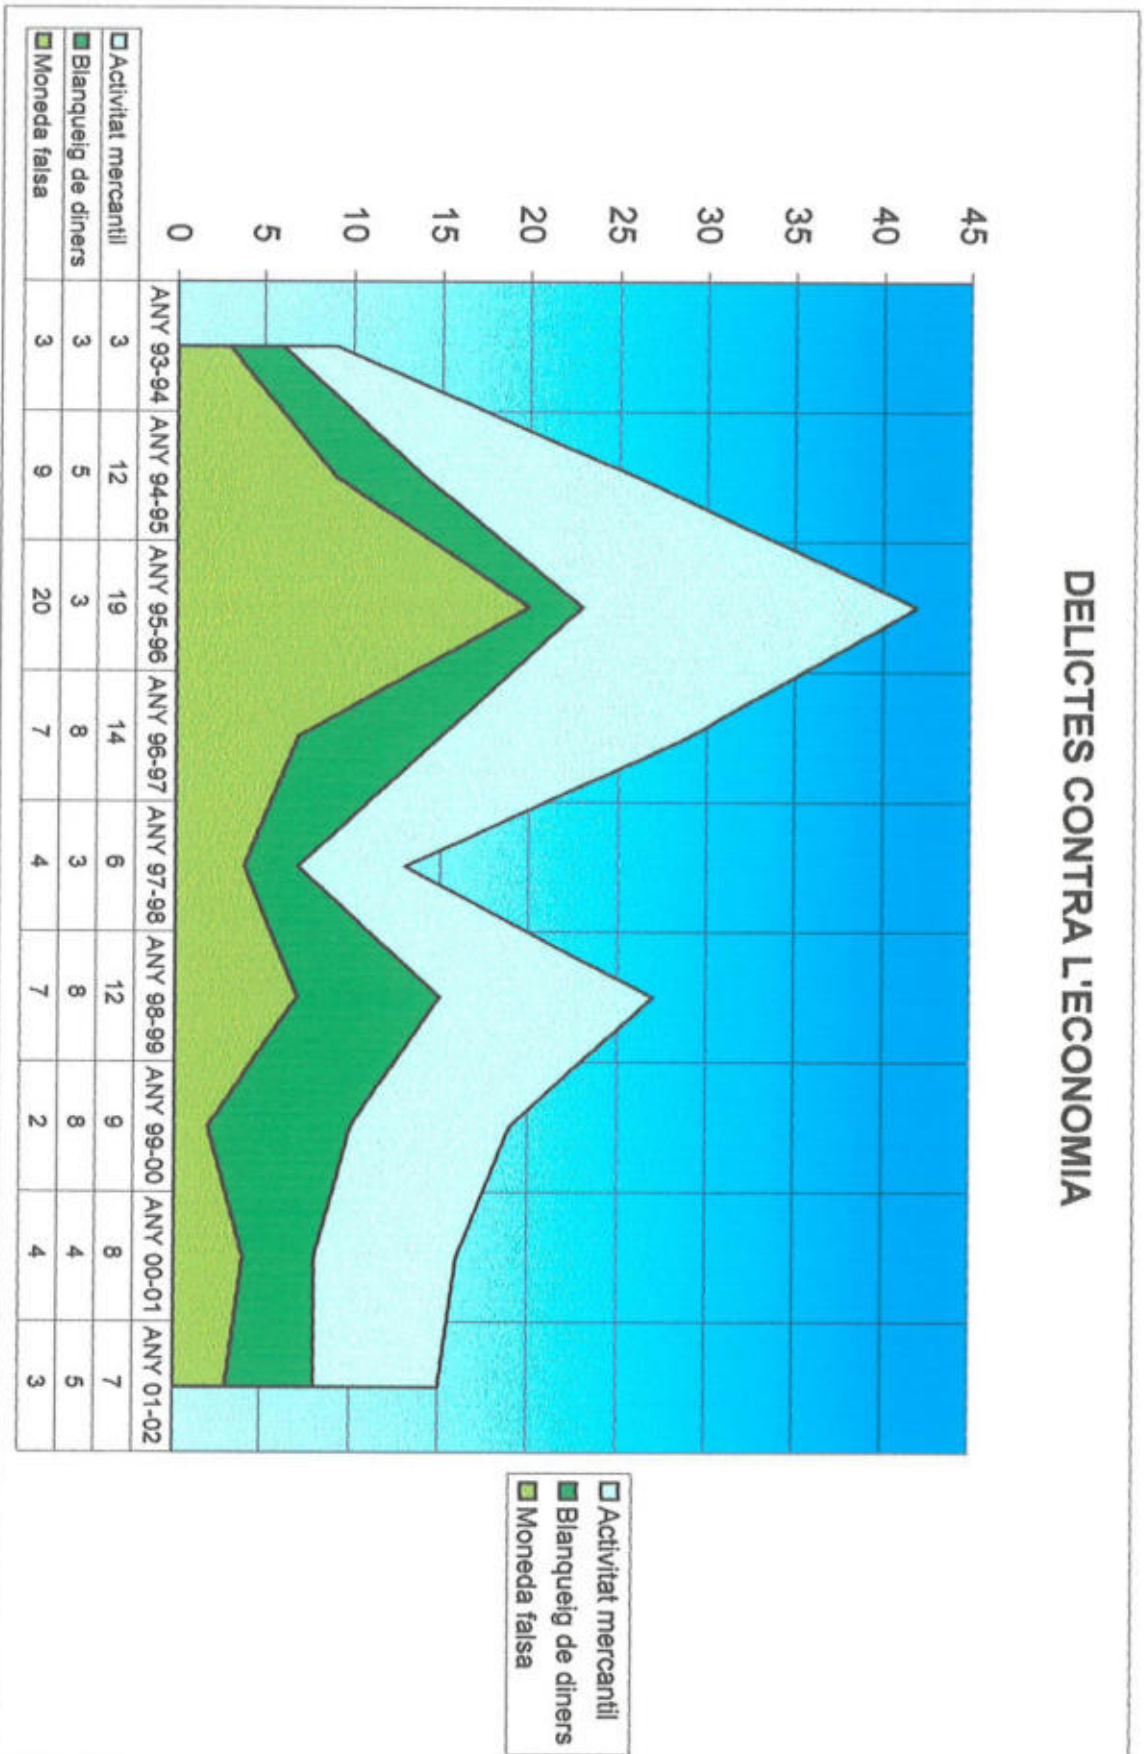 DELICTES CONTRA L'ECONOMIA
45
40
35
30
25
20
15
10
5
0
ANY 93-94 ANY 94-95 ANY 95-96 ANY 96-97 ANY 97-98 ANY 98-99 ANY 99-00 ANY 00-01 ANY 01-02
Activitat mercantil 3 12 19 14 6 12 9 8 7
Blanqueig de diners 3 5 3 8 3 8 8 4 5
Moneda falsa 3 9 20 7 4 7 2 4 3
Activitat mercantil
Blanqueig de diners
Moneda falsa